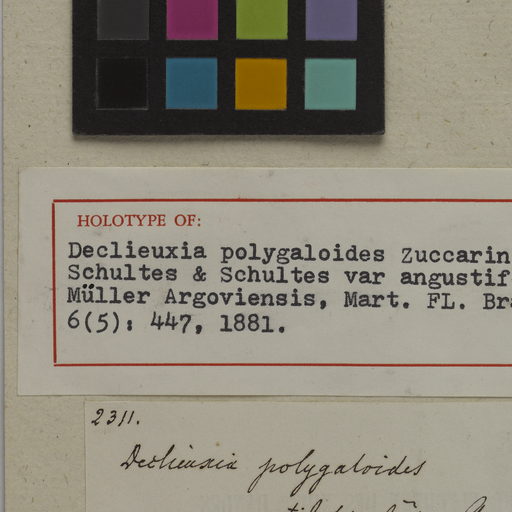 HOLOTYPE OF:
Declieuxia polygaloides Zuccarin
Schultes & Schultes var angustif
Müller Argoviensis, Mart. FL. Bra
6(5): 447, 1881.
2311.
Declieuxia polygaloides